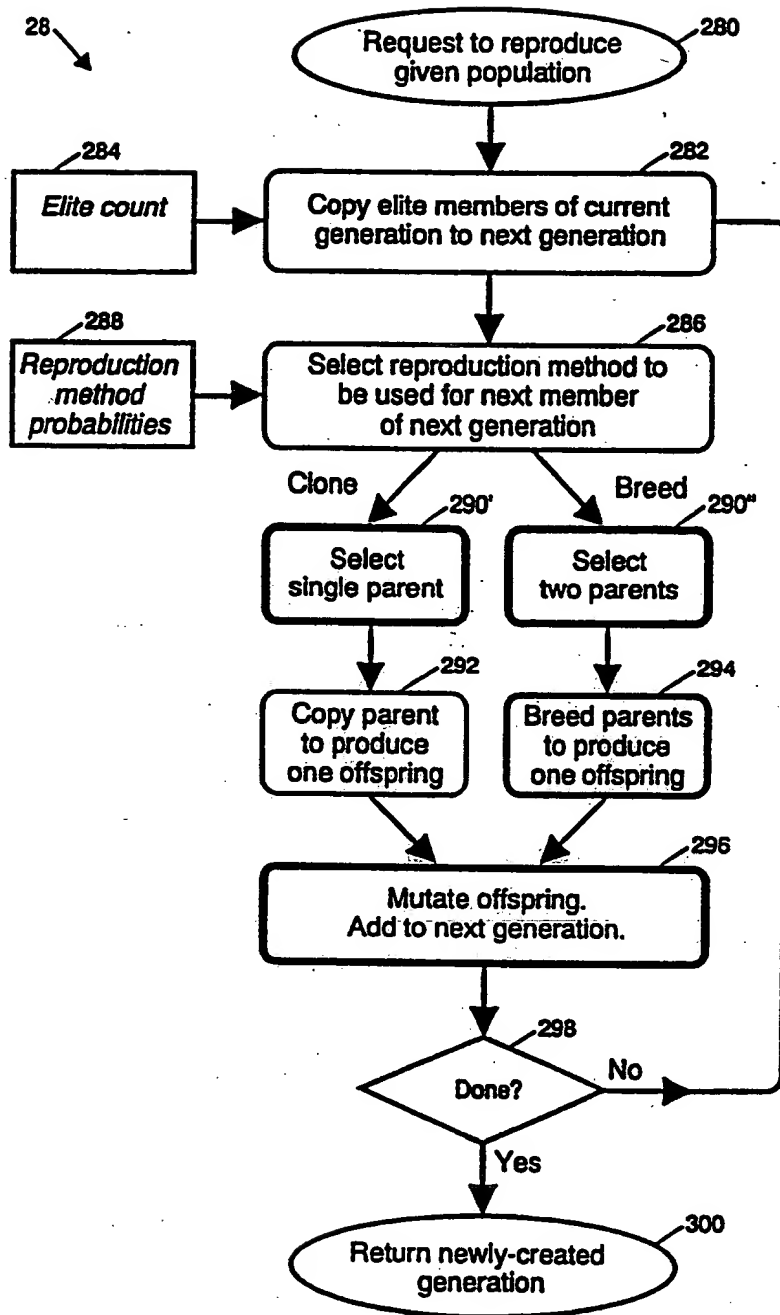 28
Request to reproduce
given population
280
284
Elite count
282
Copy elite members of current
generation to next generation
288
Reproduction
method
probabilities
286
Select reproduction method to
be used for next member
of next generation
Clone
Breed
290'
Select
single parent
290"
Select
two parents
292
Copy parent
to produce
one offspring
294
Breed parents
to produce
one offspring
296
Mutate offspring.
Add to next generation.
298
Done?
No
Yes
300
Return newly-created
generation